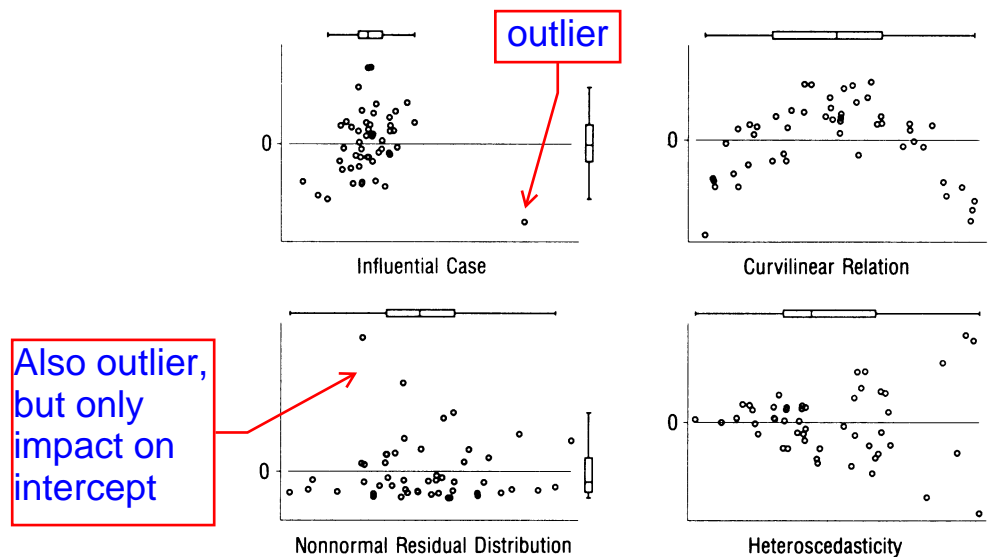 outlier
0
0
Influential Case
Curvilinear Relation
Also outlier,
but only
impact on
intercept
0
0
Nonnormal Residual Distribution
Heteroscedasticity